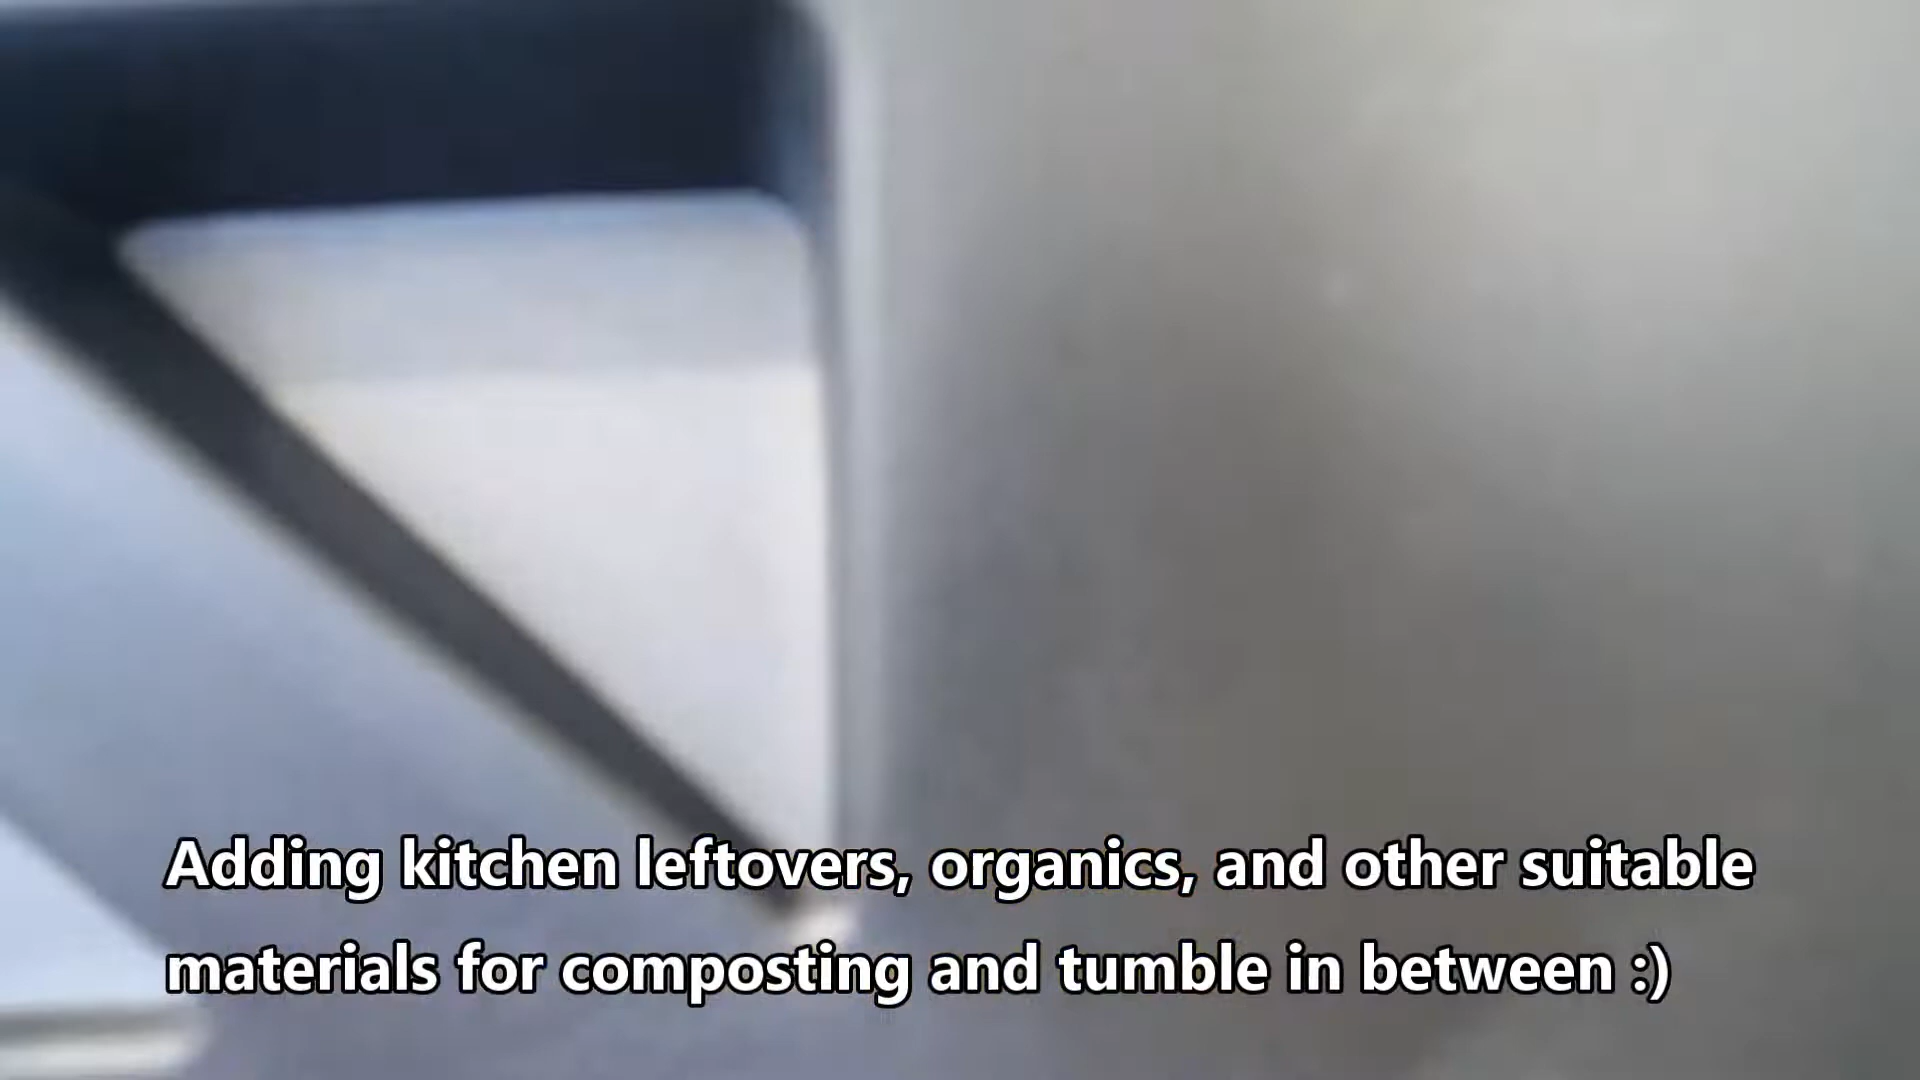 Adding kitchen leftovers, organics, and other suitable
materials for composting and tumble in between :)